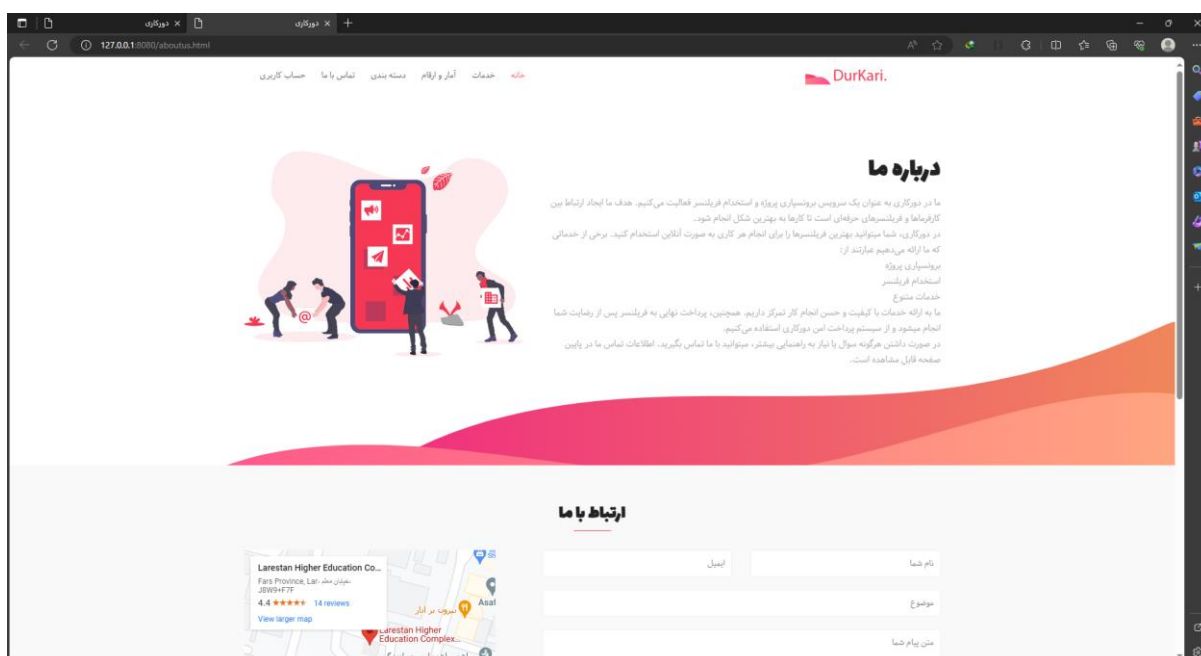 دورکاری
دورکاری
127.0.0.1:8080/aboutus.html
DurKari.
خانه خدمات آمار و ارقام دسته بندی تماس با ما حساب کاربری
درباره ما
ما در دورکاری به عنوان یک سرویس برونسپاری پروژه و استخدام فریلنسر فعالیت می‌کنیم. هدف ما ایجاد ارتباط بین
کارفرماها و فریلنسرهای حرفه‌ای است تا کارها به بهترین شکل انجام شود.
در دورکاری، شما میتوانید بهترین فریلنسرها را برای انجام هر کاری به صورت آنلاین استخدام کنید. برخی از خدماتی
که ما ارائه می‌دهیم عبارتند از:
برونسپاری پروژه
استخدام فریلنسر
خدمات متنوع
ما به ارائه خدمات با کیفیت و حسن انجام کار تمرکز داریم. همچنین، پرداخت نهایی به فریلنسر پس از رضایت شما
انجام میشود و از سیستم پرداخت امن دورکاری استفاده می‌کنیم.
در صورت داشتن هرگونه سوال یا نیاز به راهنمایی بیشتر، میتوانید با ما تماس بگیرید. اطلاعات تماس ما در پایین
صفحه قابل مشاهده است.
@
ارتباط با ما
نام شما
ایمیل
موضوع
متن پیام شما
Larestan Higher Education Co...
Fars Province, Lar
J8W9+F7F
4.4 14 reviews
View larger map
بیرون بر اناز
Asal
Larestan Higher
Education Complex...